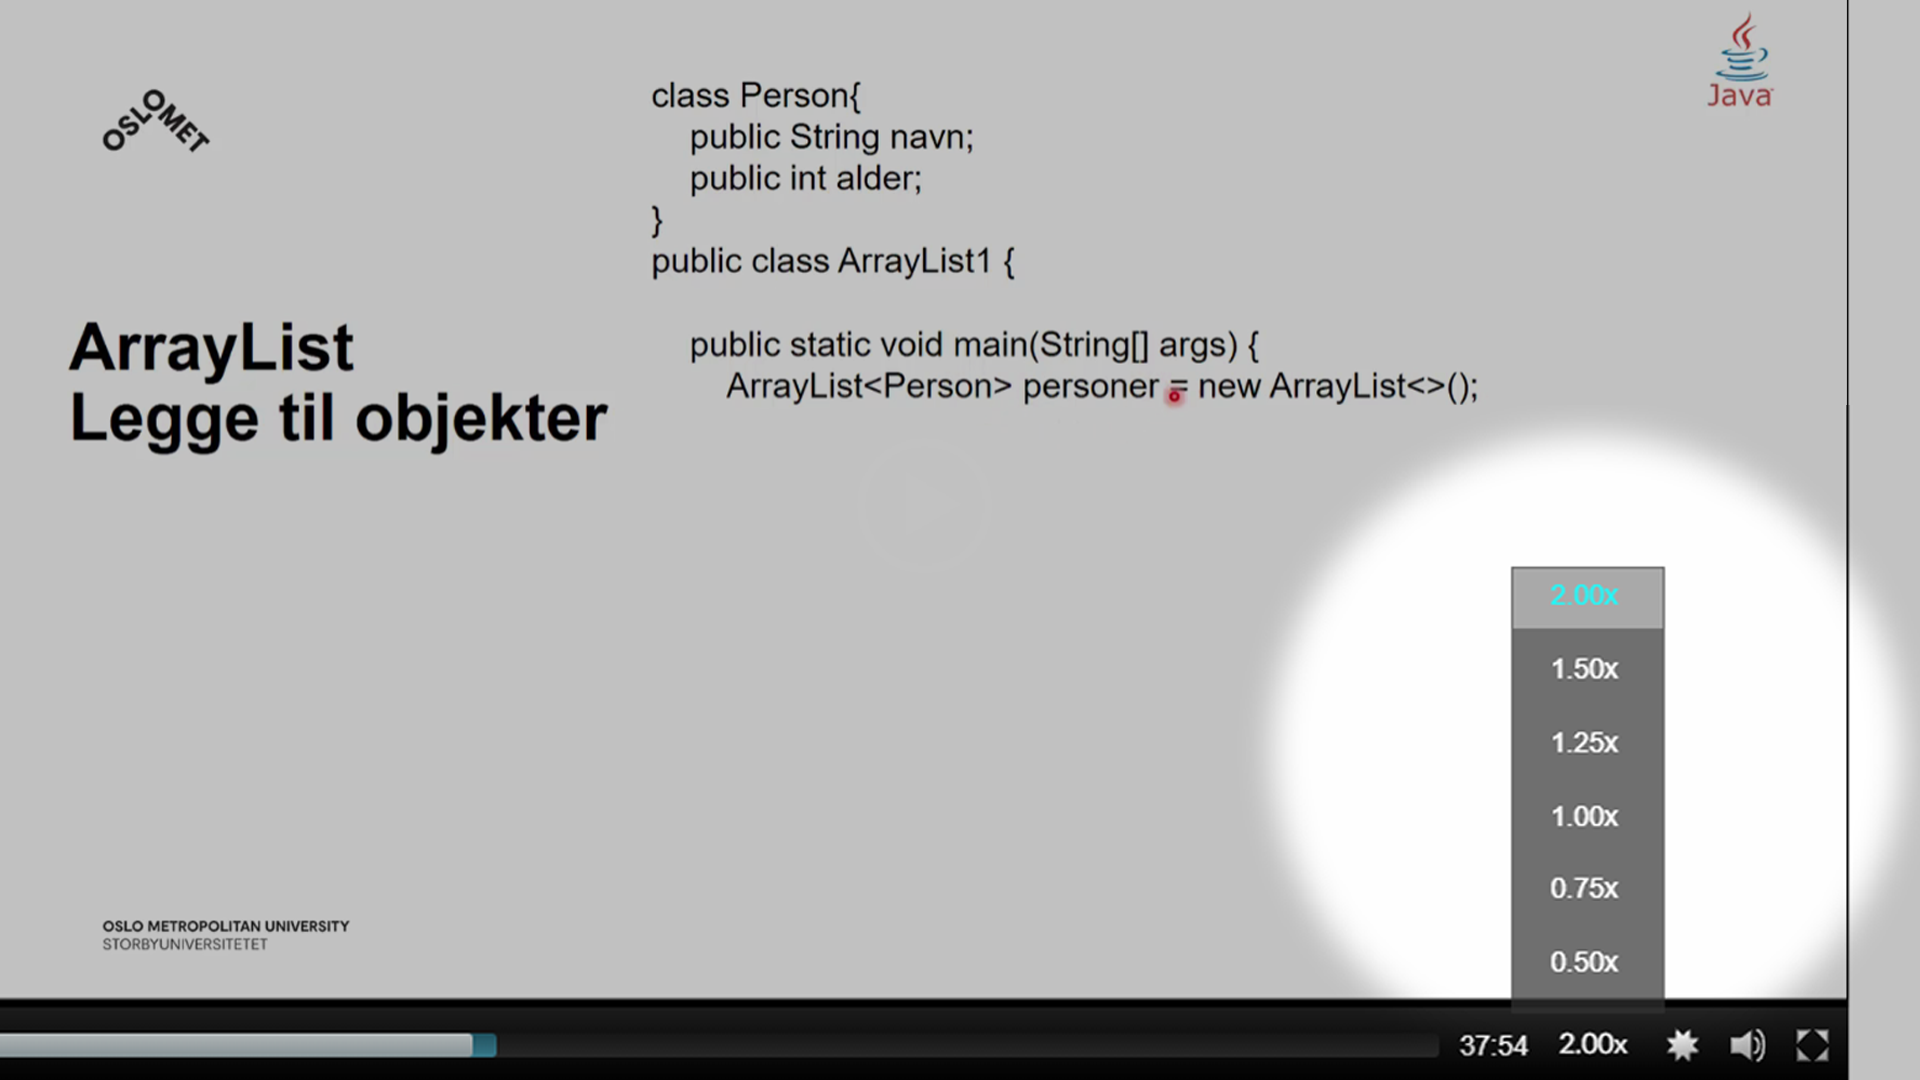 OSLOMET
Java
class Person{
public String navn;
public int alder;
}
public class ArrayList1 {
public static void main(String[] args) {
ArrayList<Person> personer = new ArrayList<>();
ArrayList
Legge til objekter
2.00x
1.50x
1.25x
1.00x
0.75x
0.50x
OSLO METROPOLITAN UNIVERSITY
STORBYUNIVERSITETET
37:54 2.00x